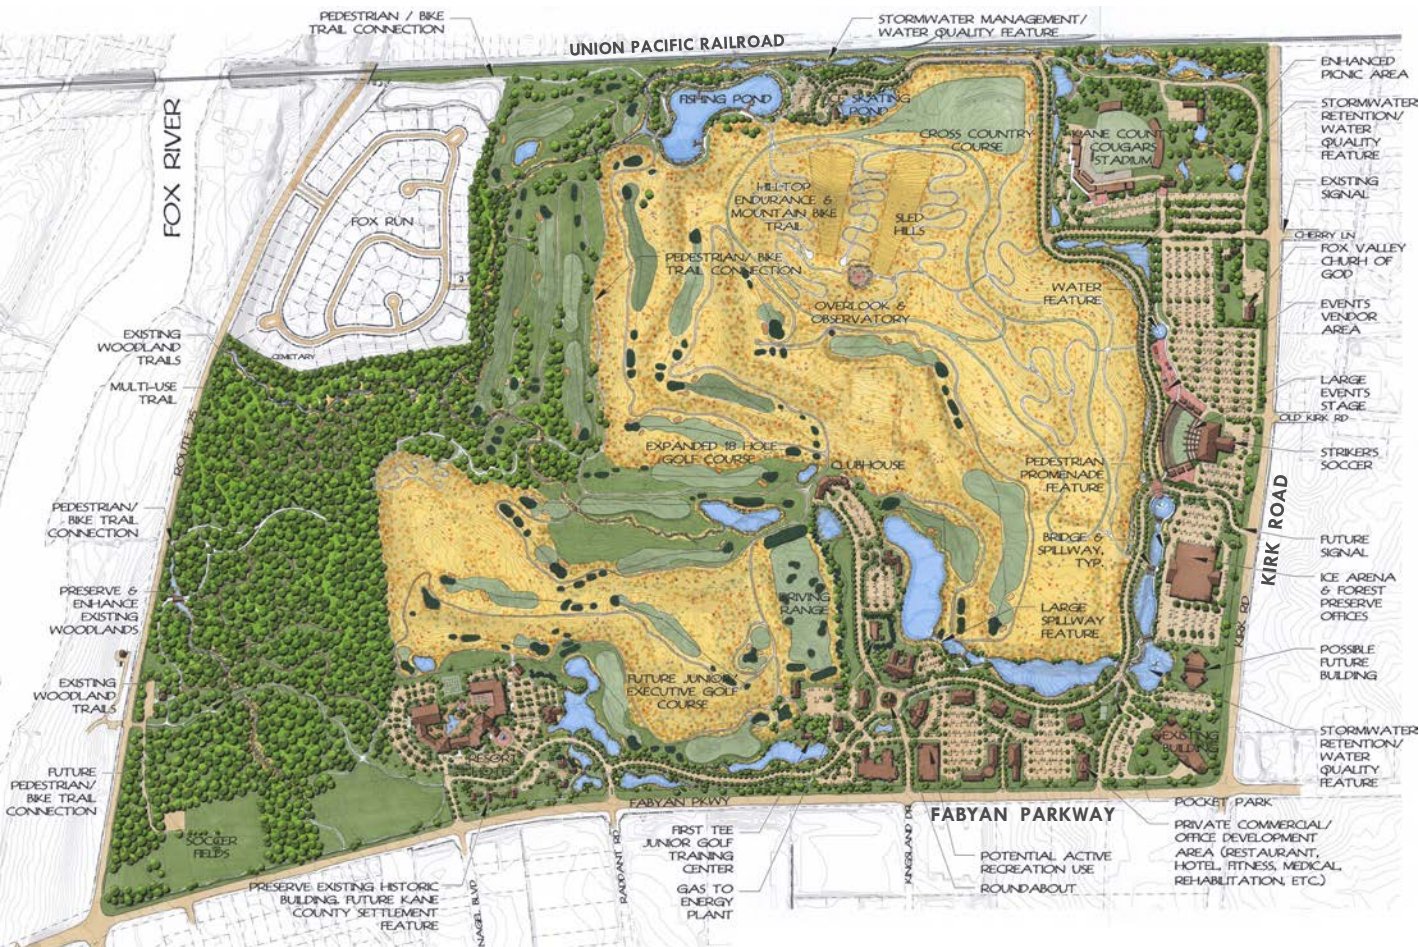 PEDESTRIAN / BIKE
TRAIL CONNECTION
UNION PACIFIC RAILROAD
STORMWATER MANAGEMENT/
WATER QUALITY FEATURE
ENHANCED
PICNIC AREA
STORMWATERS
RETENTION/
WATER
QUALITY
FEATURE
EXISTING
SIGNAL
CHERRY LN
FOX VALLEY
CHURH OF
GOD
EVENTS
VENDOR
AREA
LARGE
EVENTS
STAGE
OLD KIRK RD
STRIKER'S
SOCCER
KIRK ROAD
FUTURE
SIGNAL
ICE ARENA
& FOREST
PRESERVE
OFFICES
KIRK RD
POSSIBLE
FUTURE
BUILDING
STORMWATERS
RETENTION/
WATER
QUALITY
FEATURE
FOX RIVER
FOX RUN
CEMETARY
EXISTING
WOODLAND
TRAILS
MULTI-USE
TRAIL
ROUTE 25
PEDESTRIAN/
BIKE TRAIL
CONNECTION
PRESERVE &
ENHANCE
EXISTING
WOODLANDS
EXISTING
WOODLAND
TRAILS
FUTURE
PEDESTRIAN/
BIKE TRAIL
CONNECTION
SOCCER
FIELDS
FISHING POND
ICE SKATING
POND
CROSS COUNTRY
COURSE
KANE COUNT
COUGARS
STADIUM
HILLTOP
ENDURANCE &
MOUNTAIN BIKE
TRAIL
SLED
HILLS
PEDESTRIAN/ BIKE
TRAIL CONNECTION
WATER
FEATURE
OVERLOOK &
OBSERVATORY
EXPANDED 18 HOLE
GOLF COURSE
CLUBHOUSE
PEDESTRIAN
PROMENADE
FEATURE
BRIDGE &
SPILLWAY,
TYP.
DRIVING
RANGE
LARGE
SPILLWAY
FEATURE
FUTURE JUNIOR/
EXECUTIVE GOLF
COURSE
EXISTING
BUILDING
FABYAN PKWY
FABYAN PARKWAY
POCKET PARK
PRESERVE EXISTING HISTORIC
BUILDING. FUTURE KANE
COUNTY SETTLEMENT
FEATURE
NAGEL BLVD
RADDANT RD
FIRST TEE
JUNIOR GOLF
TRAINING
CENTER
GAS TO
ENERGY
PLANT
POTENTIAL ACTIVE
RECREATION USE
ROUNDABOUT
PRIVATE COMMERCIAL/
OFFICE DEVELOPMENT
AREA (RESTAURANT,
HOTEL, FITNESS, MEDICAL,
REHABILITATION, ETC.)